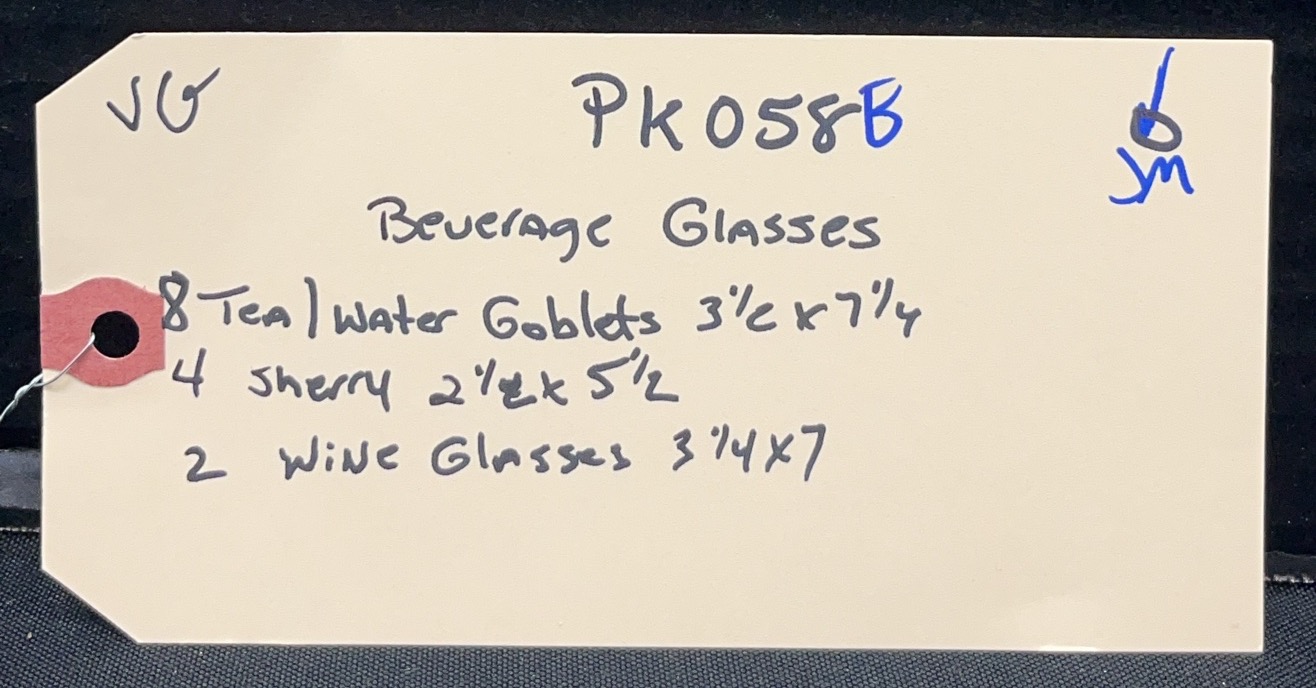 VG PK058B
Jm
Beverage Glasses
8 Tea/Water Goblets 3 1/2 x 7 1/4
4 Sherry 2 1/2 x 5 1/2
2 Wine Glasses 3 1/4 x 7